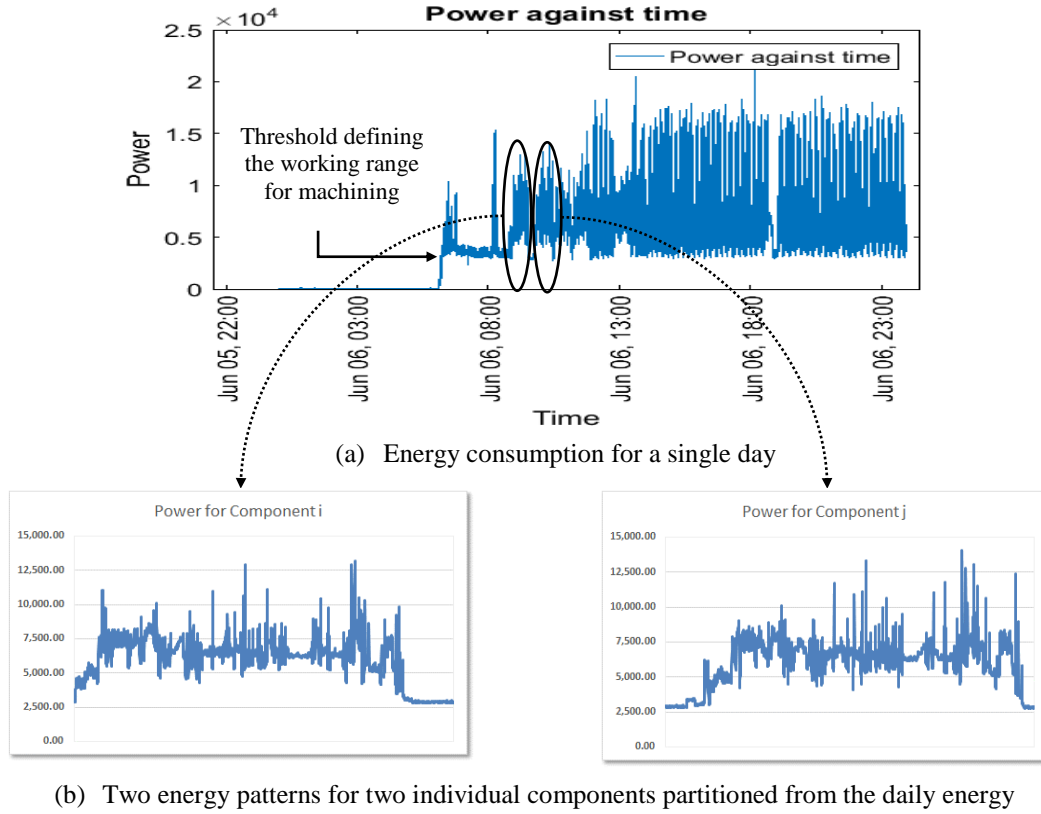 Power against time
× 10^4
2.5
Power against time
2
1.5
1
0.5
0
Power
Threshold defining
the working range
for machining
Jun 05, 22:00
Jun 06, 03:00
Jun 06, 08:00
Jun 06, 13:00
Jun 06, 18:00
Jun 06, 23:00
Time
(a) Energy consumption for a single day
Power for Component i
15,000.00
12,500.00
10,000.00
7,500.00
5,000.00
2,500.00
0.00
Power for Component j
15,000.00
12,500.00
10,000.00
7,500.00
5,000.00
2,500.00
0.00
(b) Two energy patterns for two individual components partitioned from the daily energy